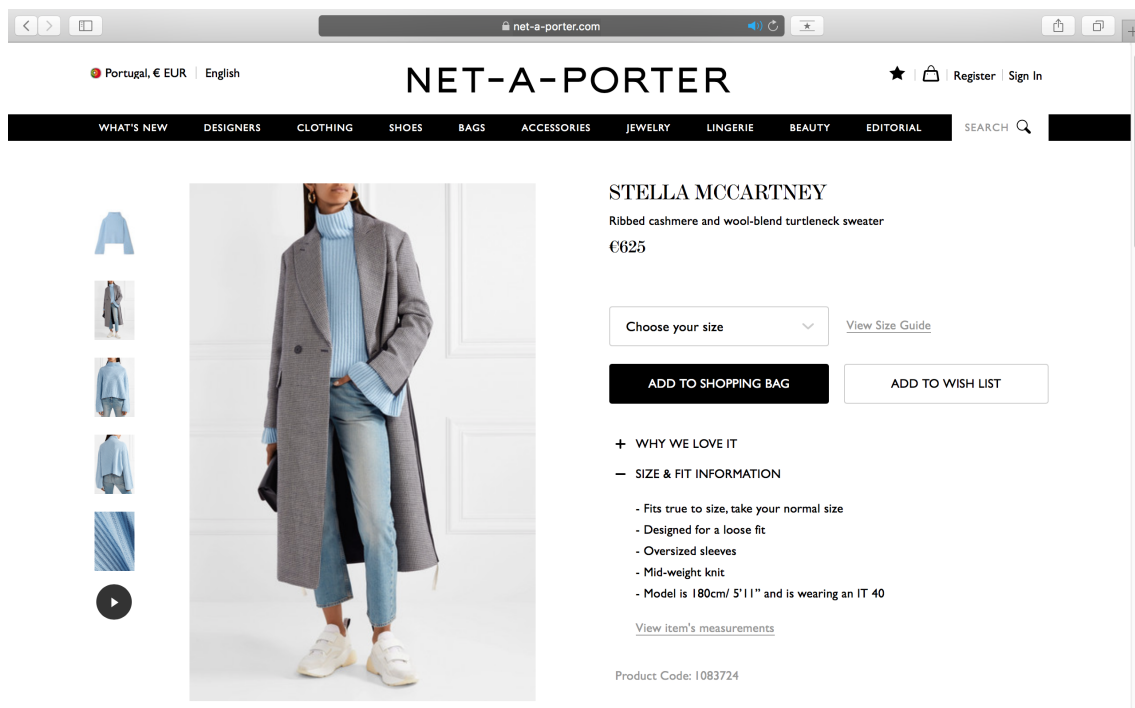 net-a-porter.com
Portugal, € EUR English
NET-A-PORTER
Register Sign In
WHAT'S NEW DESIGNERS CLOTHING SHOES BAGS ACCESSORIES JEWELRY LINGERIE BEAUTY EDITORIAL SEARCH
STELLA MCCARTNEY
Ribbed cashmere and wool-blend turtleneck sweater
€625
Choose your size
View Size Guide
ADD TO SHOPPING BAG
ADD TO WISH LIST
+ WHY WE LOVE IT
– SIZE & FIT INFORMATION
- Fits true to size, take your normal size
- Designed for a loose fit
- Oversized sleeves
- Mid-weight knit
- Model is 180cm/ 5'11” and is wearing an IT 40
View item's measurements
Product Code: 1083724